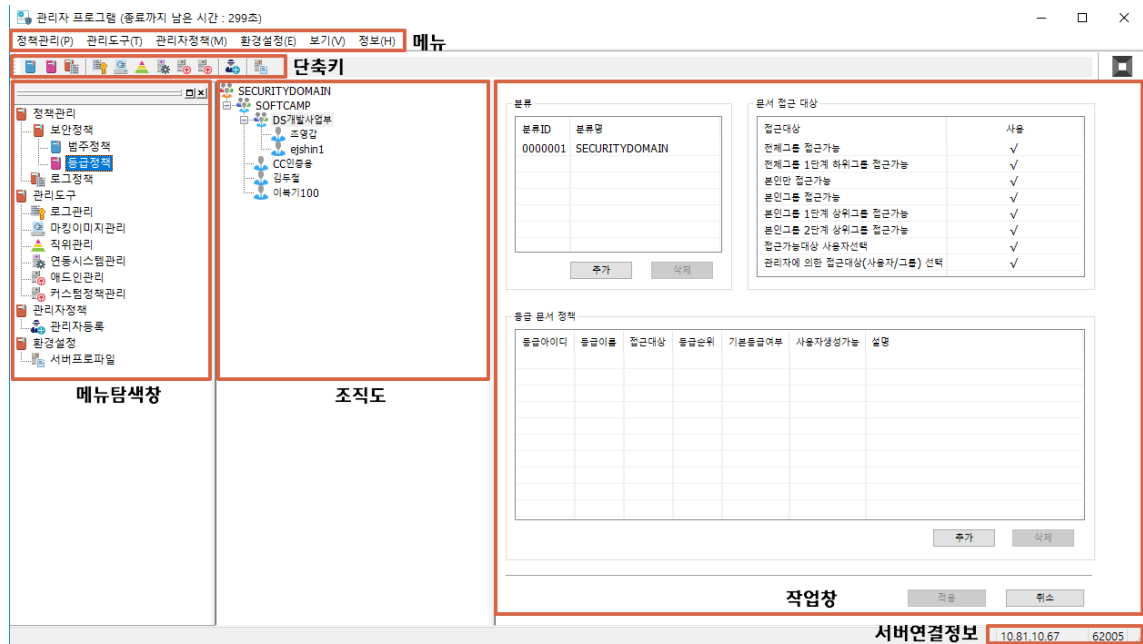 관리자 프로그램 (종료까지 남은 시간 : 299초)
정책관리(P) 관리도구(T) 관리자정책(M) 환경설정(E) 보기(V) 정보(H) 메뉴
단축키
정책관리
보안정책
범주정책
등급정책
로그정책
관리도구
로그관리
마킹이미지관리
직위관리
연동시스템관리
애드인관리
커스텀정책관리
관리자정책
관리자등록
환경설정
서버프로파일
메뉴탐색창
SECURITYDOMAIN
SOFTCAMP
DS개발사업부
조영갑
ejshin1
CC인증용
김두철
이북기100
조직도
분류
분류ID 분류명
0000001 SECURITYDOMAIN
추가 삭제
문서 접근 대상
접근대상 사용
전체그룹 접근가능 √
전체그룹 1단계 하위그룹 접근가능 √
본인만 접근가능 √
본인그룹 접근가능 √
본인그룹 1단계 상위그룹 접근가능 √
본인그룹 2단계 상위그룹 접근가능 √
접근가능대상 사용자선택 √
관리자에 의한 접근대상(사용자/그룹) 선택 √
등급 문서 정책
등급아이디 등급이름 접근대상 등급순위 기본등급여부 사용자생성가능 설명
추가 삭제
작업창 적용 취소
서버연결정보 10.81.10.67 62005